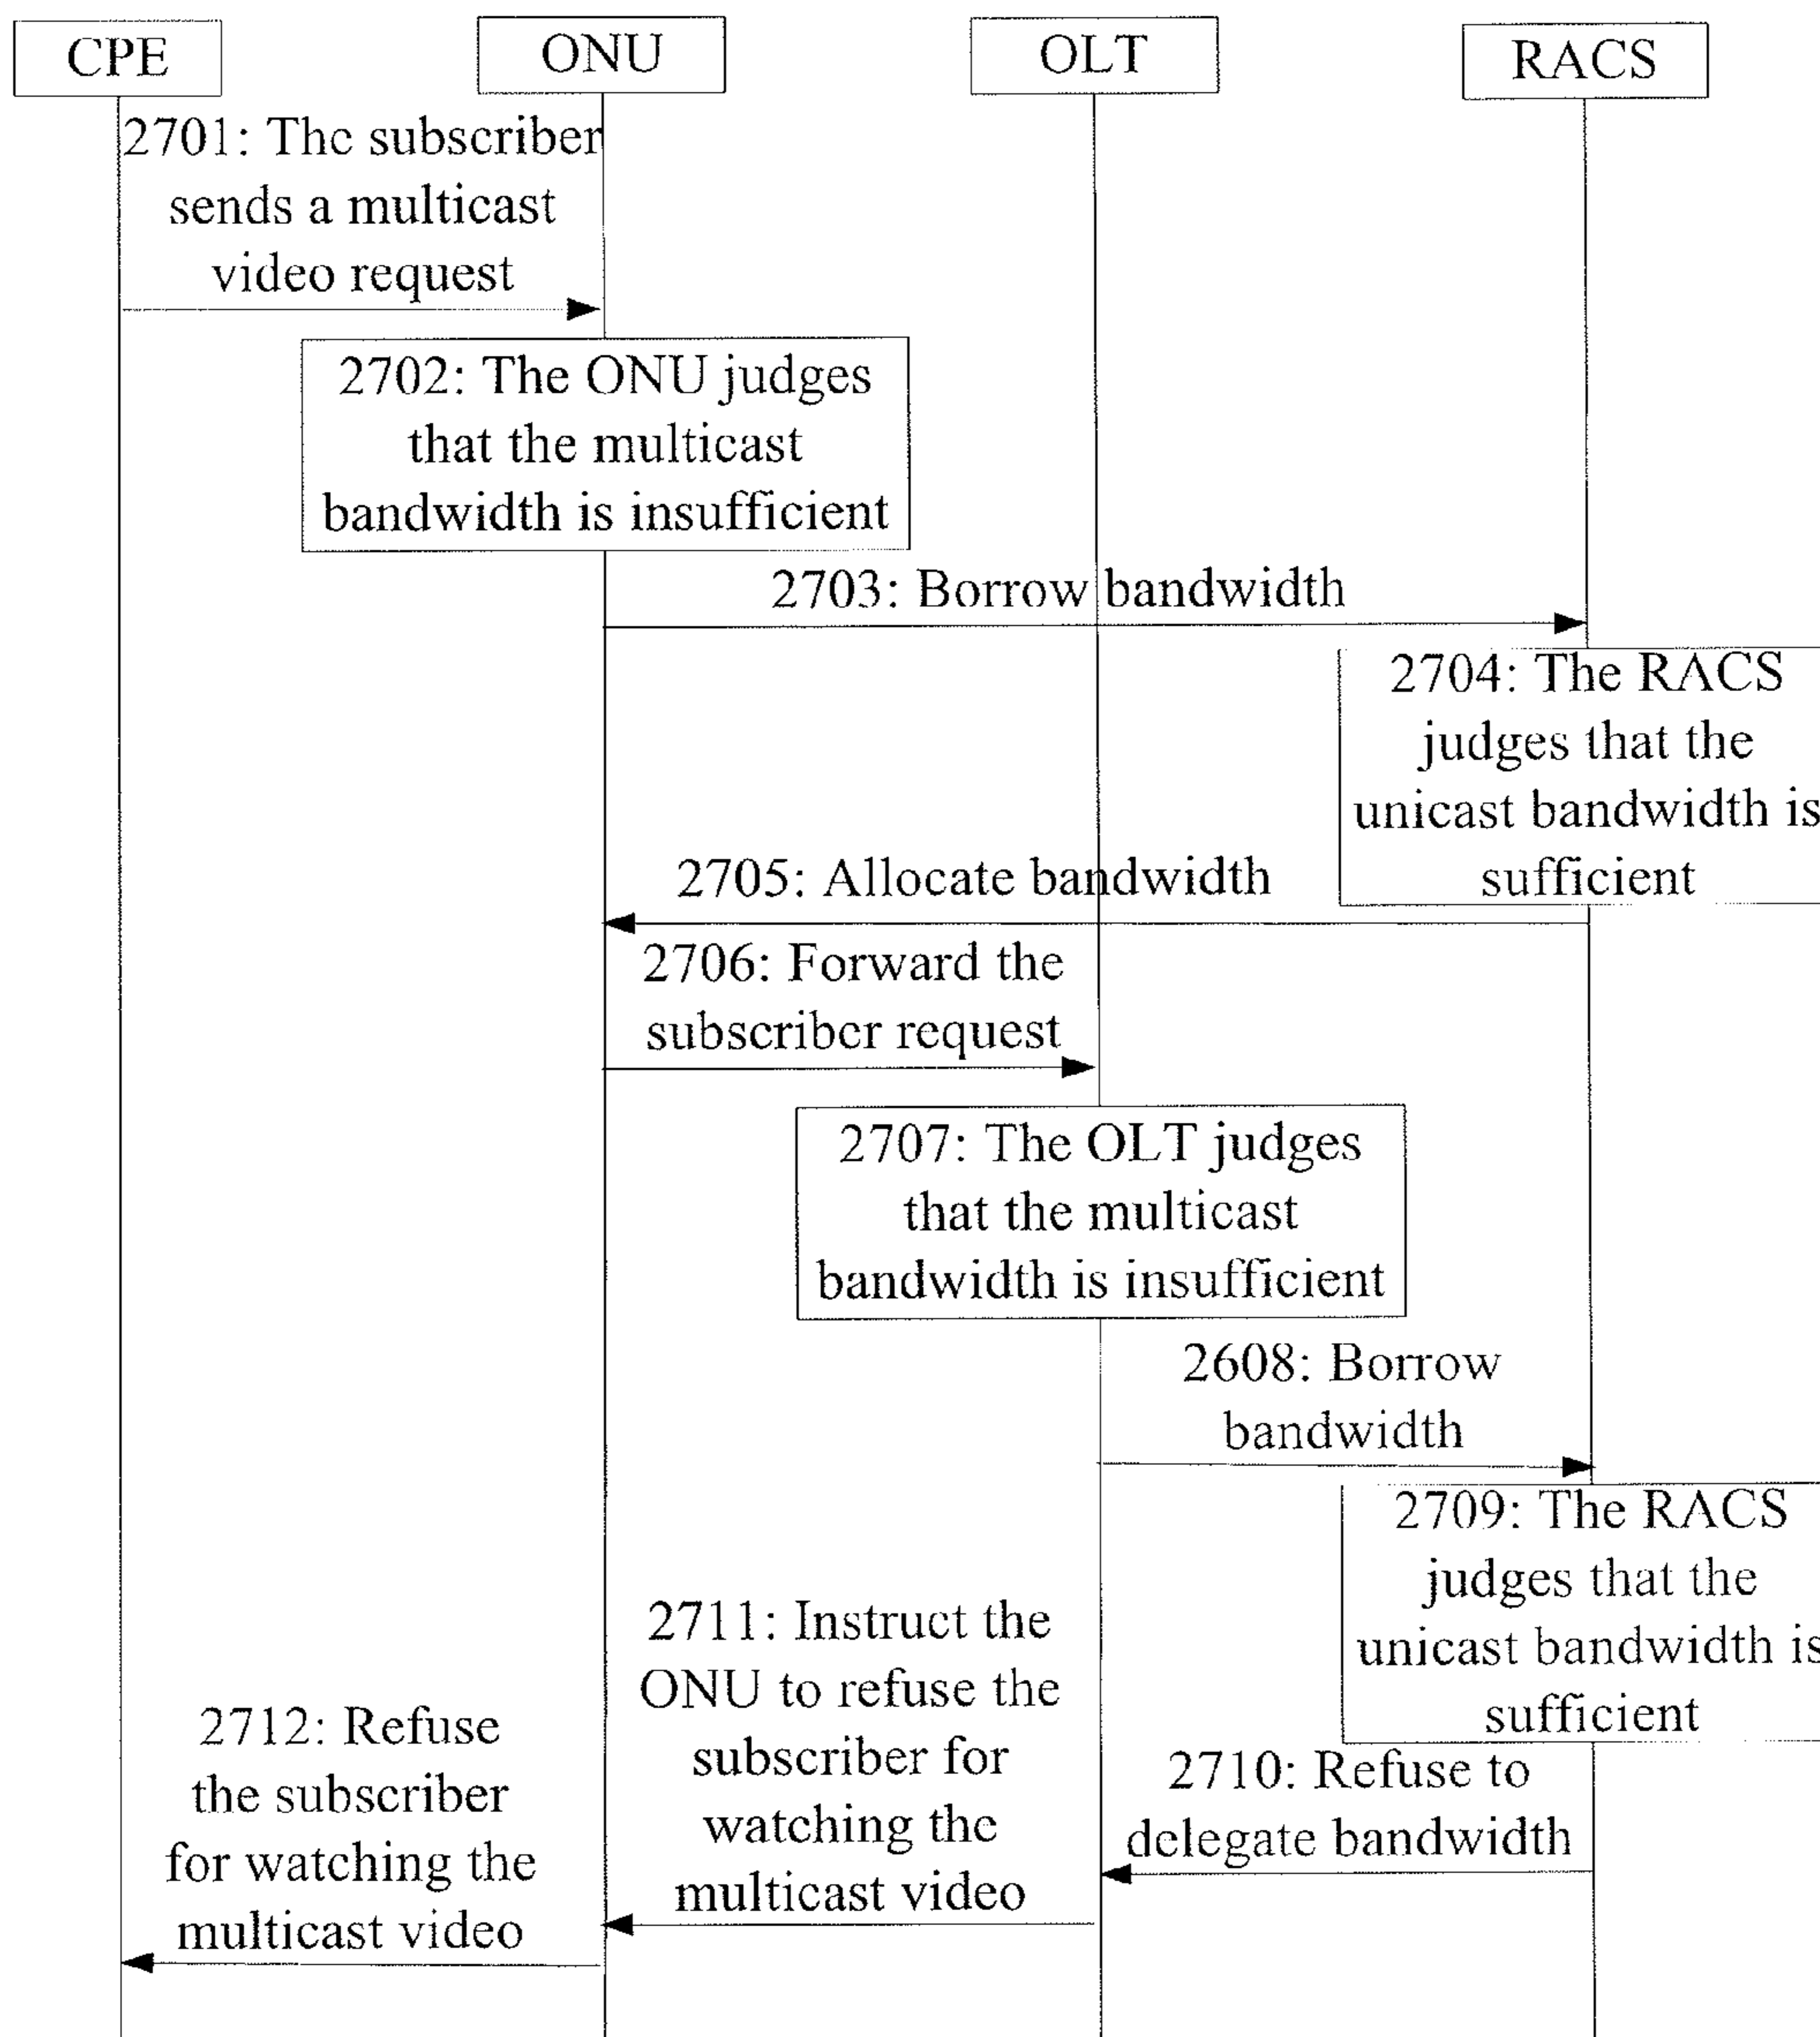 CPE
ONU
OLT
RACS
2701: The subscriber
sends a multicast
video request
2702: The ONU judges
that the multicast
bandwidth is insufficient
2703: Borrow bandwidth
2704: The RACS
judges that the
unicast bandwidth is
sufficient
2705: Allocate bandwidth
2706: Forward the
subscriber request
2707: The OLT judges
that the multicast
bandwidth is insufficient
2608: Borrow
bandwidth
2709: The RACS
judges that the
unicast bandwidth is
sufficient
2710: Refuse to
delegate bandwidth
2711: Instruct the
ONU to refuse the
subscriber for
watching the
multicast video
2712: Refuse
the subscriber
for watching the
multicast video